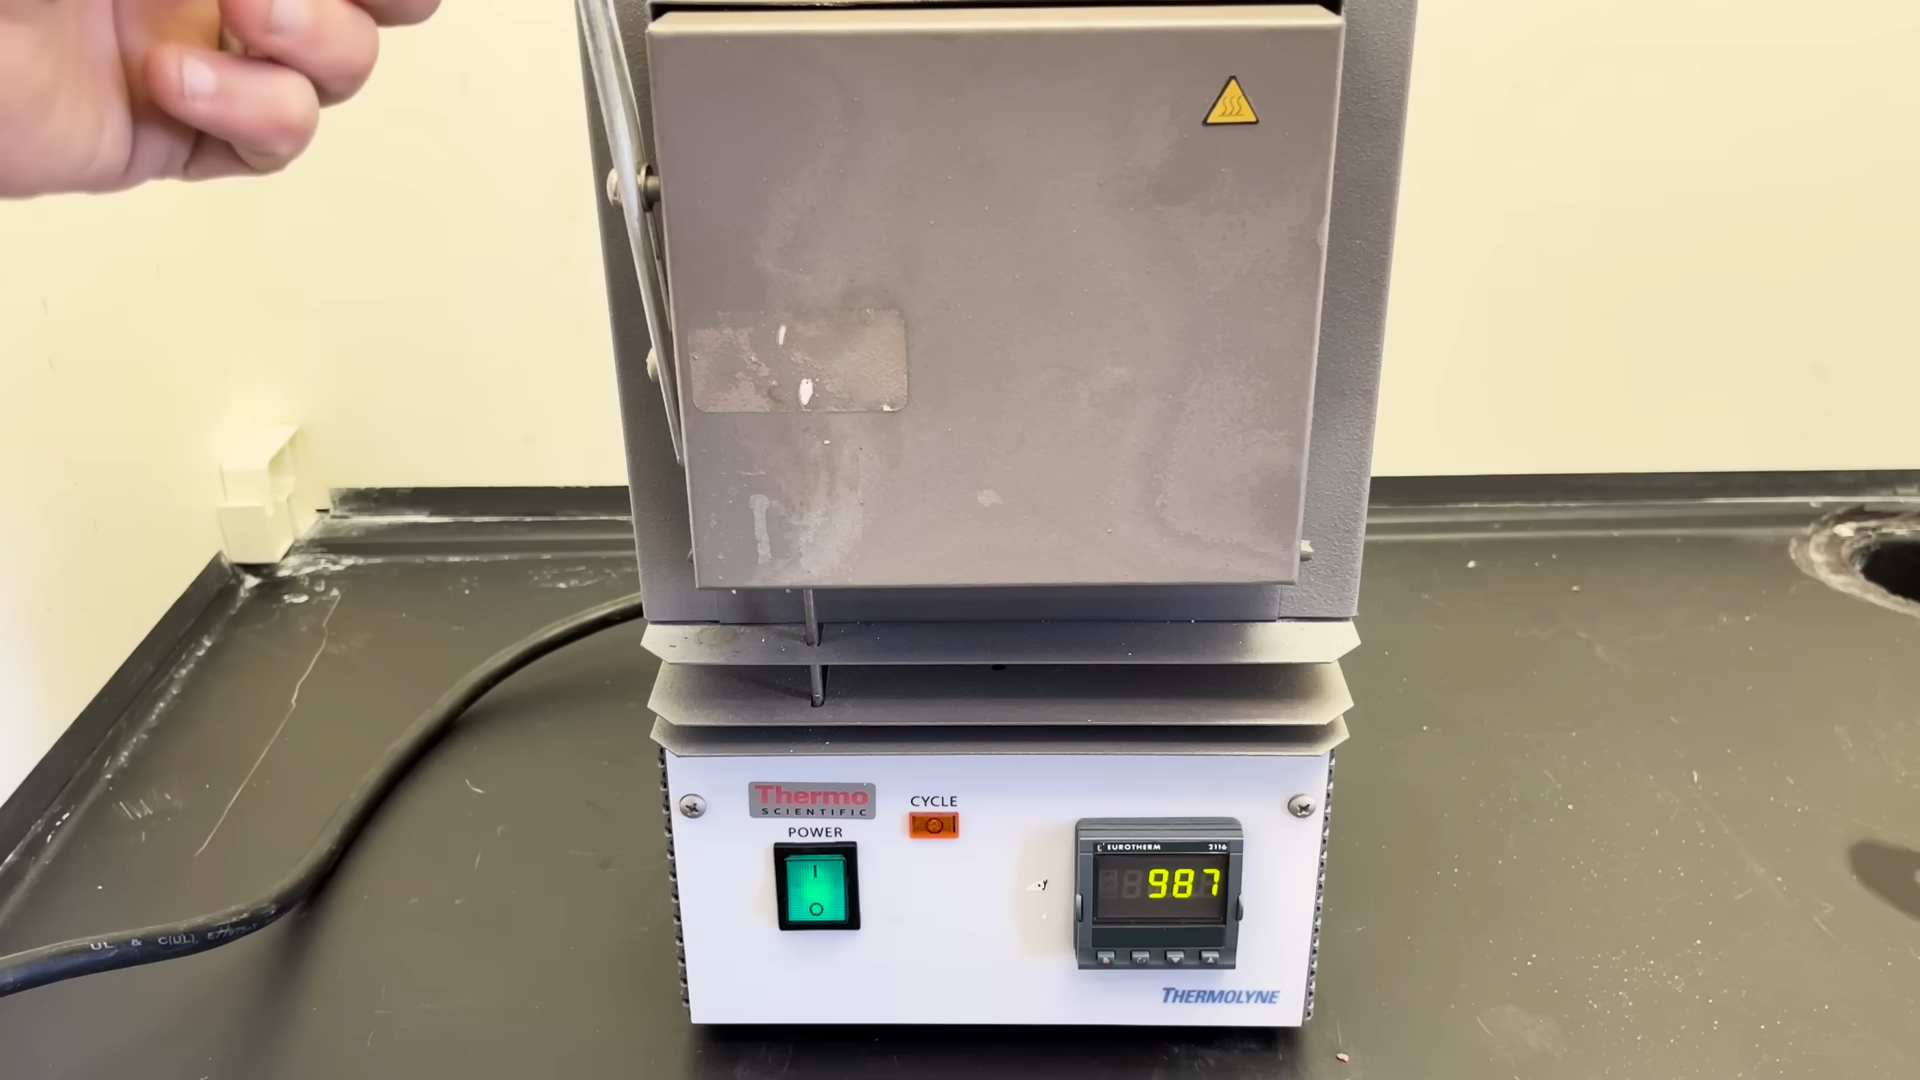 Thermo
SCIENTIFIC
CYCLE
POWER
I
O
EUROTHERM 2116
987
THERMOLYNE
UL & C(UL)